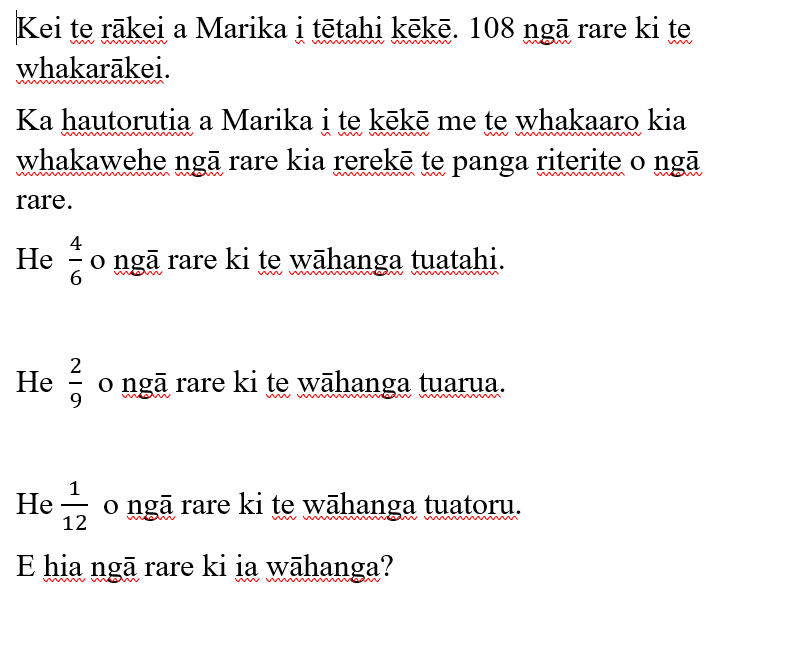 Kei te rākei a Marika i tētahi kēkē. 108 ngā rare ki te
whakarākei.
Ka hautorutia a Marika i te kēkē me te whakaaro kia
whakawehe ngā rare kia rerekē te panga riterite o ngā
rare.
He 4/6 o ngā rare ki te wāhanga tuatahi.
He 2/9 o ngā rare ki te wāhanga tuarua.
He 1/12 o ngā rare ki te wāhanga tuatoru.
E hia ngā rare ki ia wāhanga?